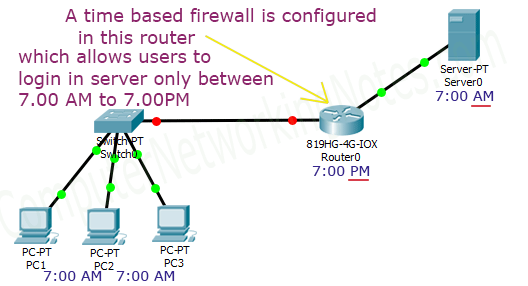 A time based firewall is configured
in this router
which allows users to
login in server only between
7.00 AM to 7.00PM
Server-PT
Server0
7:00 AM
Switch-PT
Switch0
819HG-4G-IOX
Router0
7:00 PM
PC-PT
PC1
PC-PT
PC2
PC-PT
PC3
7:00 AM
7:00 AM